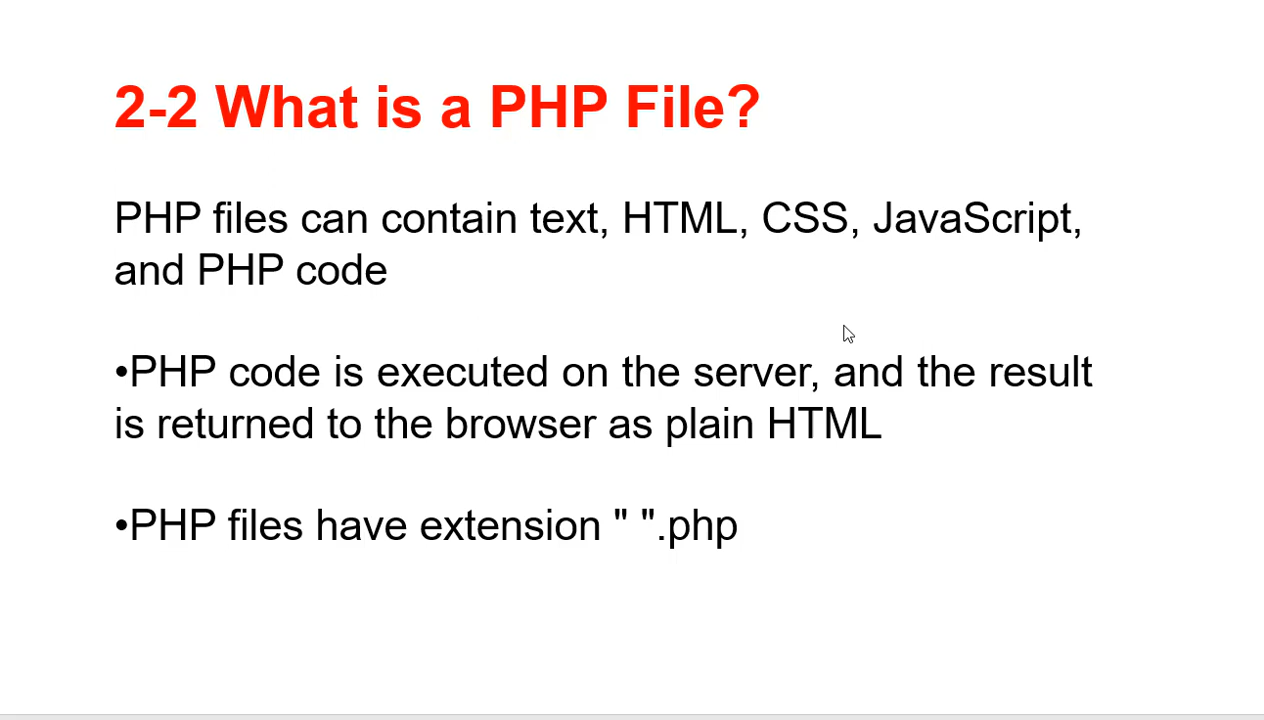 2-2 What is a PHP File?
PHP files can contain text, HTML, CSS, JavaScript,
and PHP code
•PHP code is executed on the server, and the result
is returned to the browser as plain HTML
•PHP files have extension " ".php